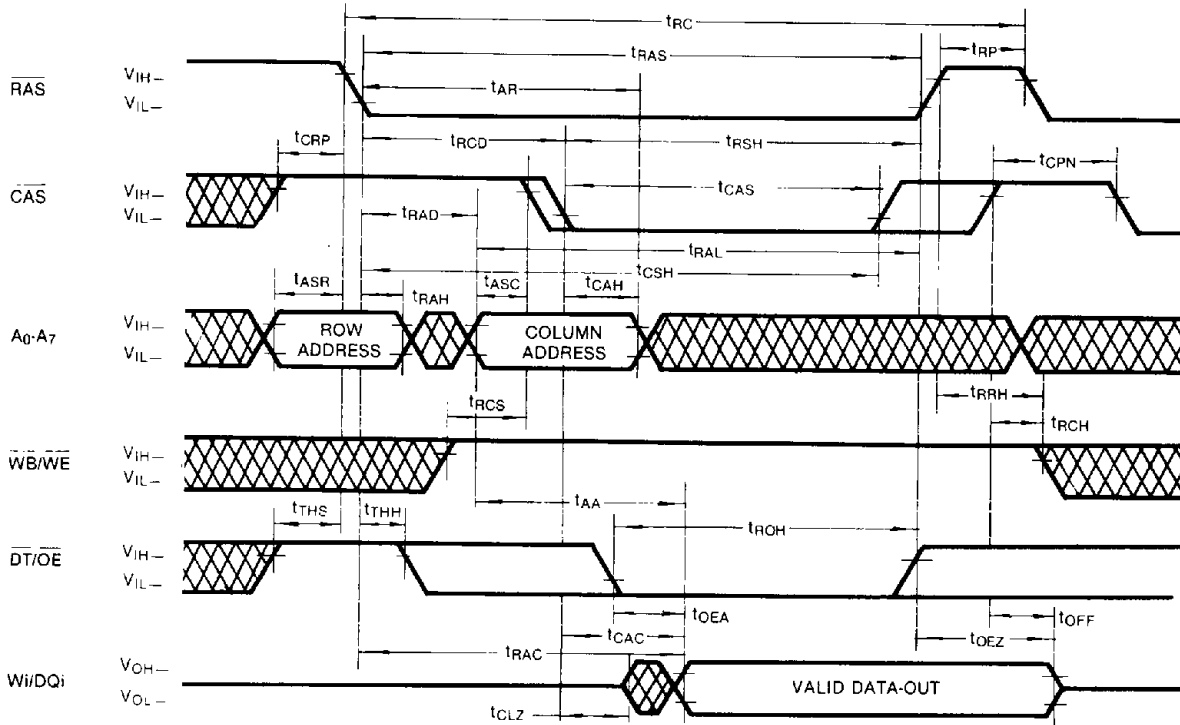 tRC
tRAS
tRP
RAS
VIH
VIL
tAR
tCRP
tRCD
tRSH
tCPN
CAS
VIH
VIL
tCAS
tRAD
tRAL
tCSH
tASR
tRAH
tASC
tCAH
A0-A7
VIH
VIL
ROW ADDRESS
COLUMN ADDRESS
tRCS
tRRH
tRCH
WB/WE
VIH
VIL
tAA
tTHS
tTHH
tROH
DT/OE
VIH
VIL
tOEA
tOFF
tCAC
tOEZ
tRAC
Wi/DQi
VOH
VOL
VALID DATA-OUT
tCLZ